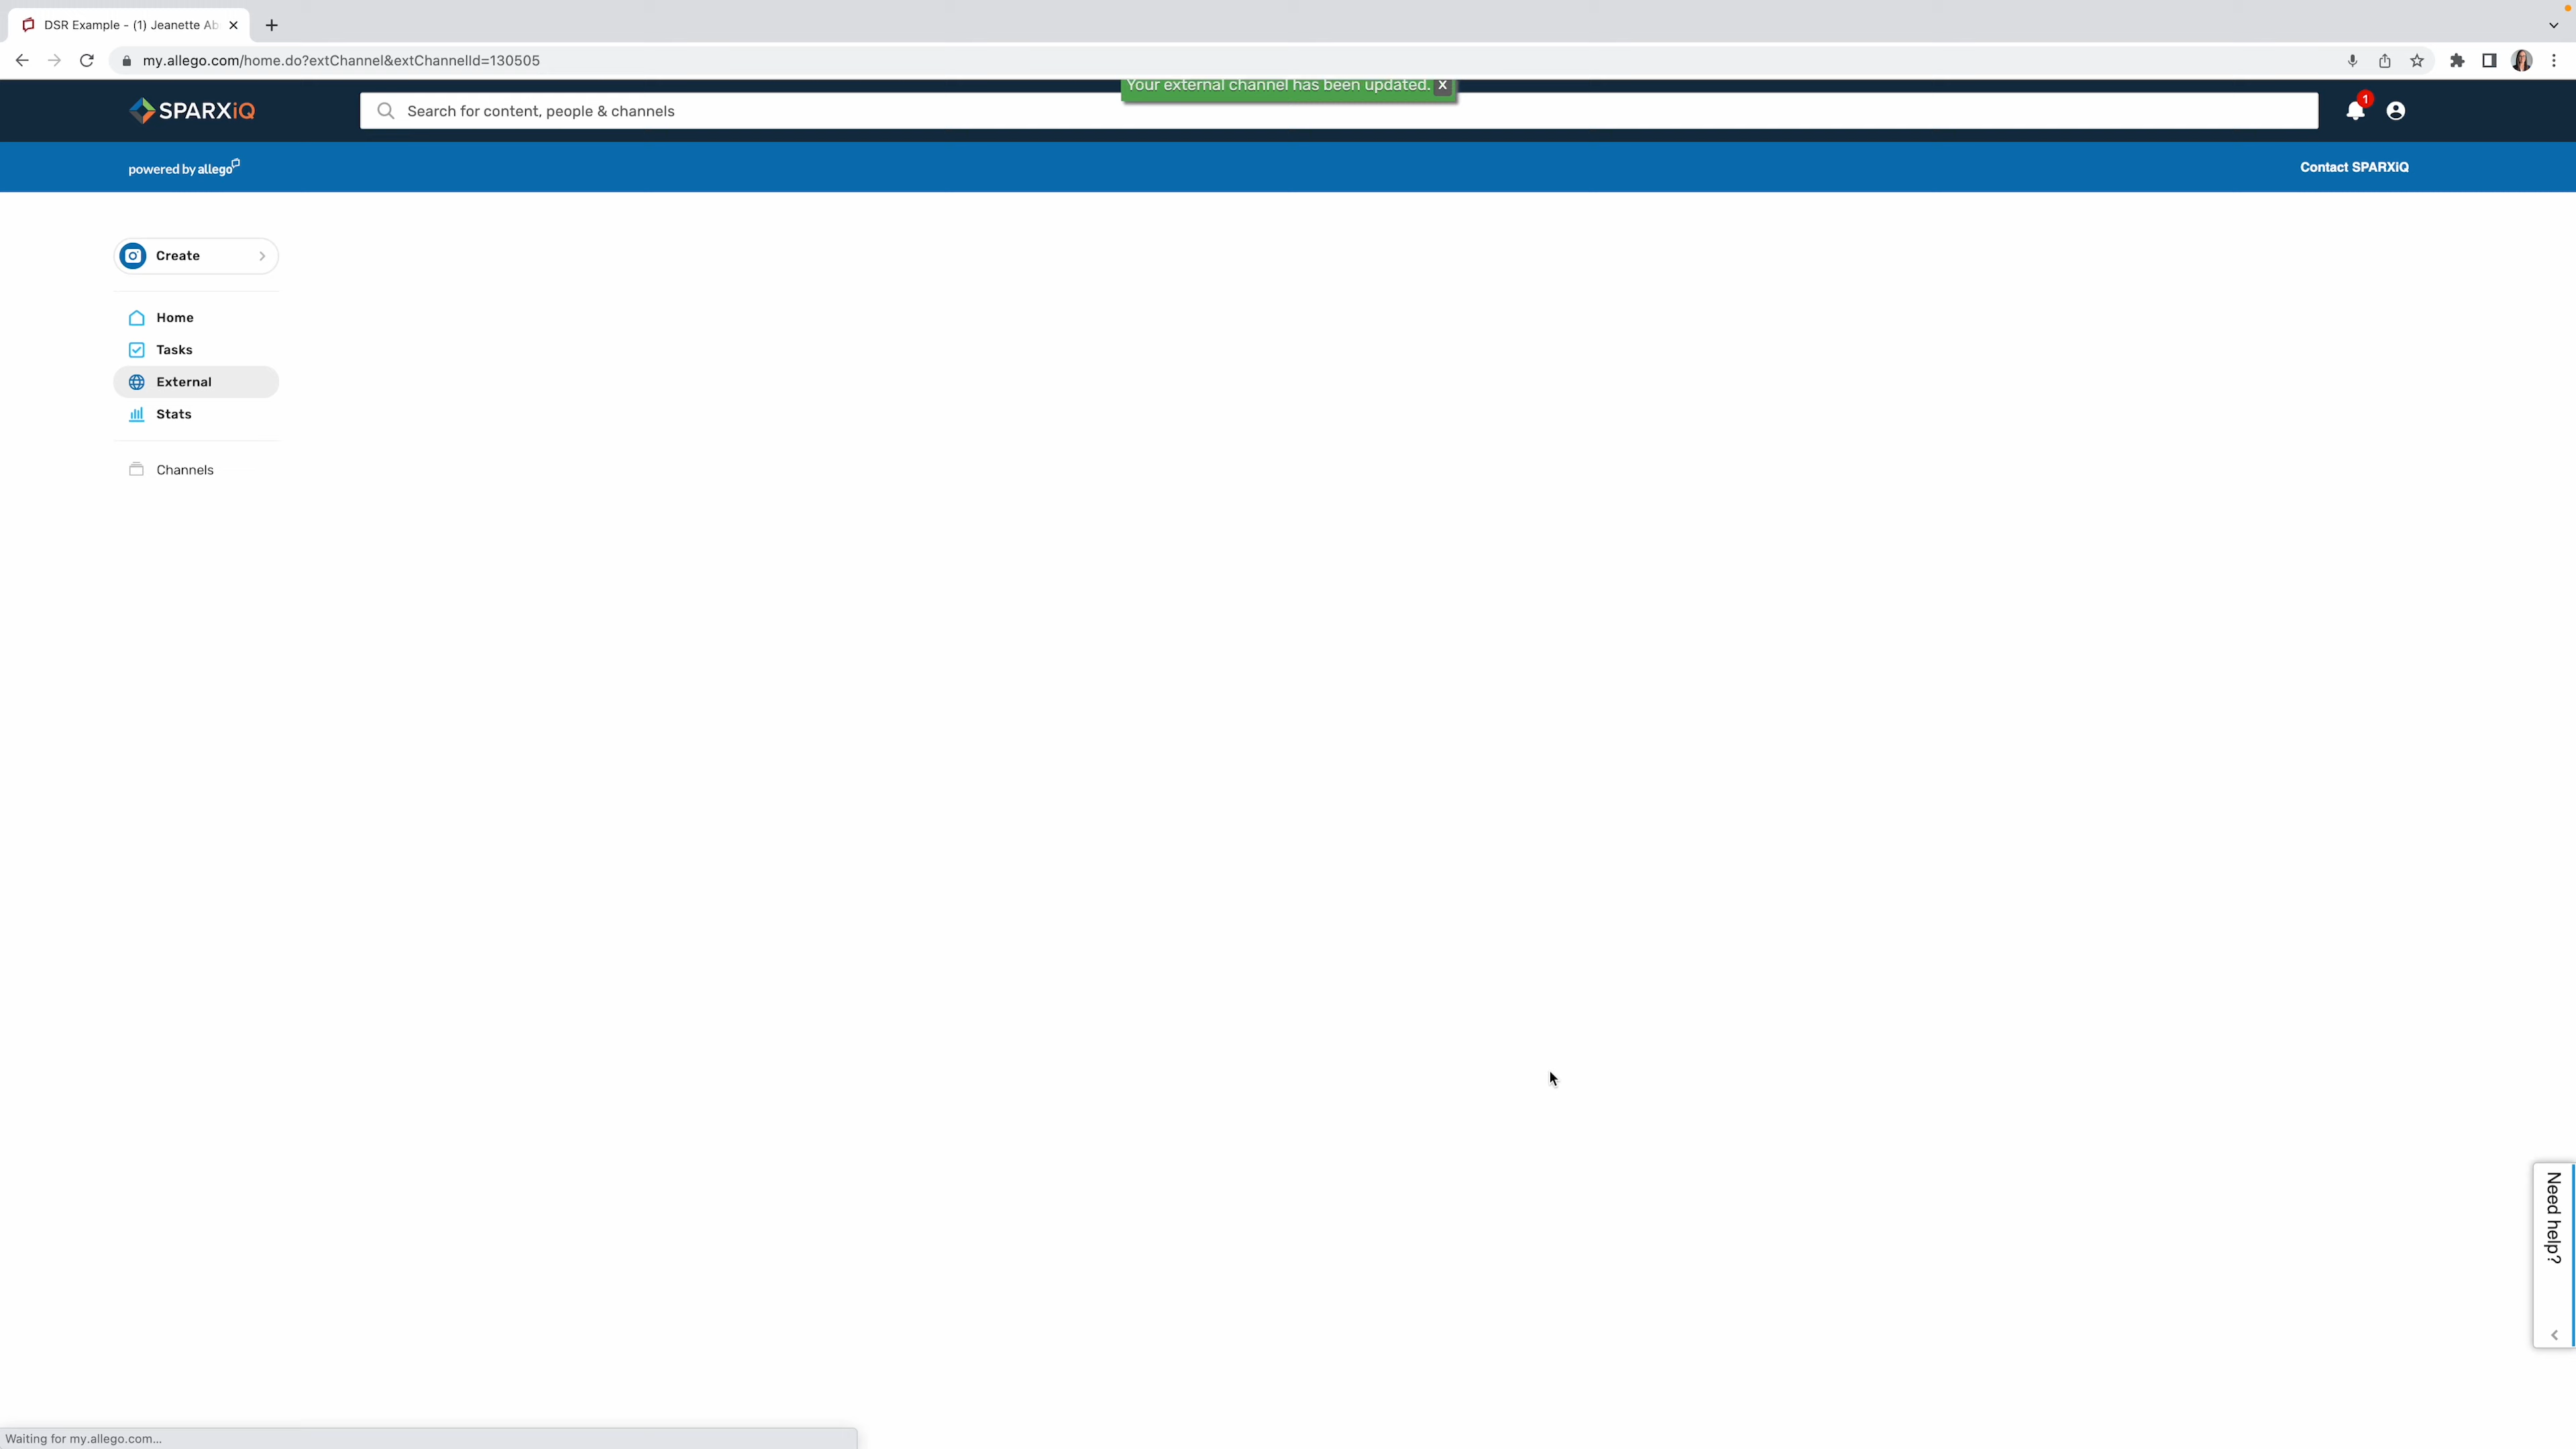 DSR Example - (1) Jeanette Ab
my.allego.com/home.do?extChannel&extChannelId=130505
Your external channel has been updated. X
SPARXiQ
Search for content, people & channels
1
powered by allego
Contact SPARXiQ
Create
Home
Tasks
External
Stats
Channels
Need help?
Waiting for my.allego.com...